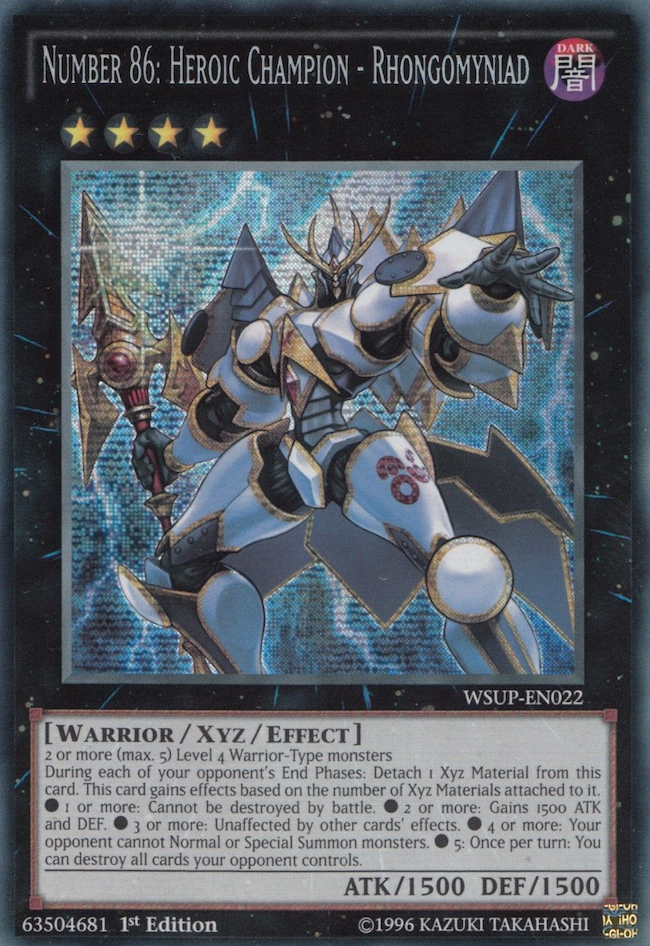 NUMBER 86: HEROIC CHAMPION - RHONGOMYNIAD
DARK
闇
86
WSUP-EN022
[WARRIOR / XYZ / EFFECT]
2 or more (max. 5) Level 4 Warrior-Type monsters
During each of your opponent's End Phases: Detach 1 Xyz Material from this
card. This card gains effects based on the number of Xyz Materials attached to it.
● 1 or more: Cannot be destroyed by battle. ● 2 or more: Gains 1500 ATK
and DEF. ● 3 or more: Unaffected by other cards' effects. ● 4 or more: Your
opponent cannot Normal or Special Summon monsters. ● 5: Once per turn: You
can destroy all cards your opponent controls.
ATK/1500 DEF/1500
63504681 1st Edition
©1996 KAZUKI TAKAHASHI